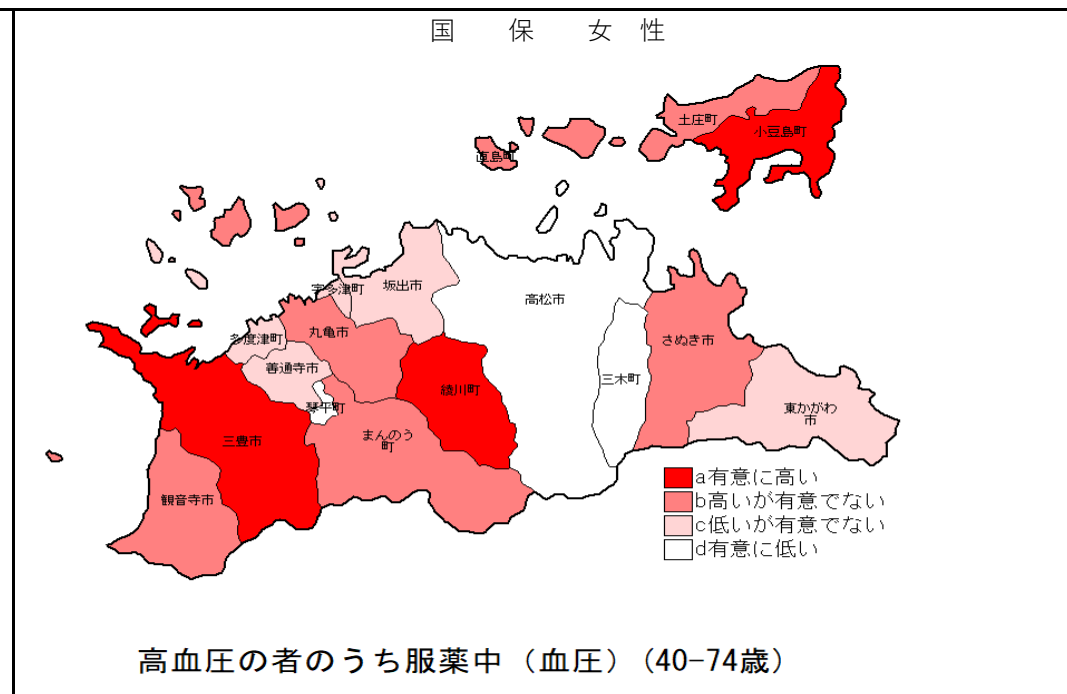 国保女性
土庄町
小豆島町
直島町
宇多津町
坂出市
高松市
多度津町
丸亀市
さぬき市
善通寺市
三木町
綾川町
琴平町
東かがわ
市
まんのう
町
三豊市
観音寺市
a有意に高い
b高いが有意でない
c低いが有意でない
d有意に低い
高血圧の者のうち服薬中（血圧）(40-74歳)